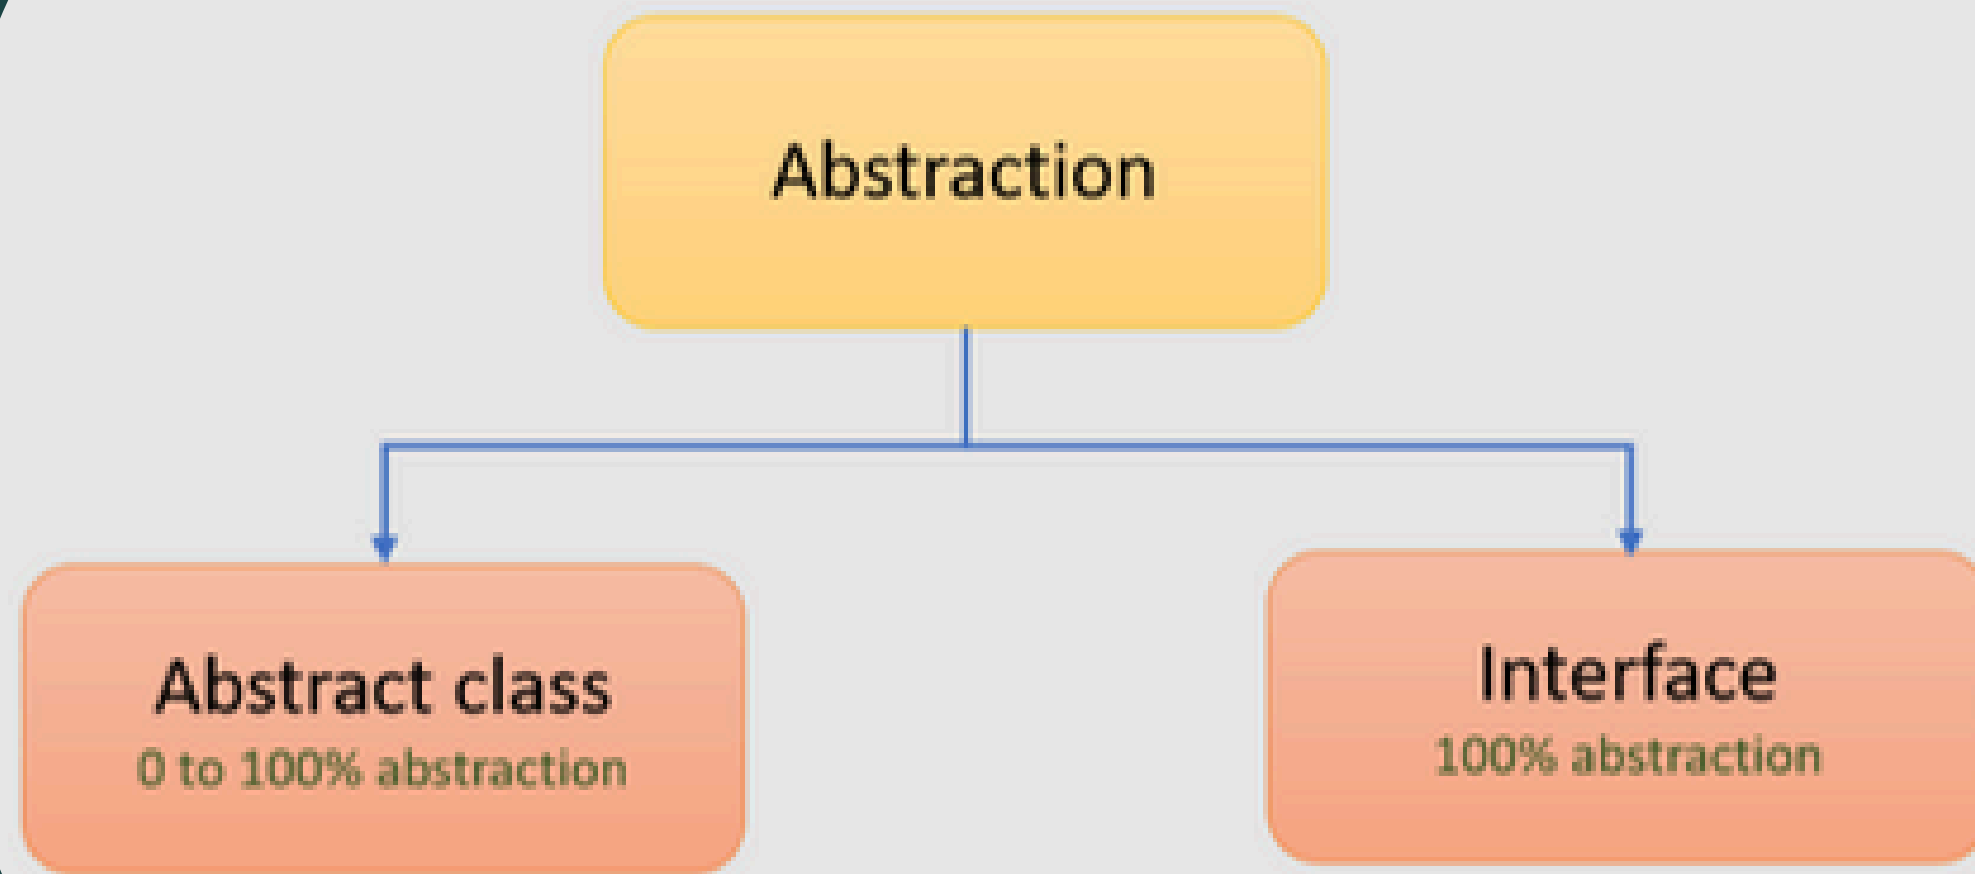 Abstraction
Abstract class
0 to 100% abstraction
Interface
100% abstraction